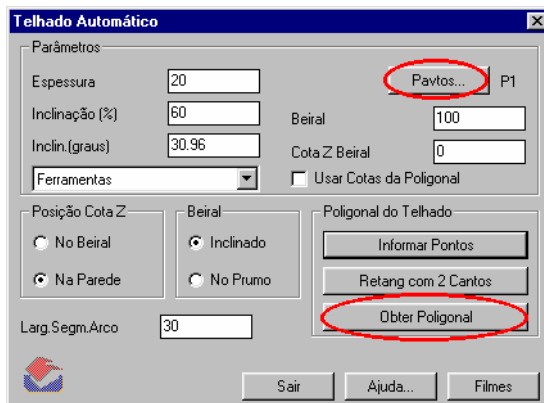 Telhado Automático
Parâmetros
Espessura 20 Pavtos... P1
Inclinação (%) 60 Beiral 100
Inclin.(graus) 30.96 Cota Z Beiral 0
Ferramentas Usar Cotas da Poligonal
Posição Cota Z Beiral Poligonal do Telhado
No Beiral Inclinado Informar Pontos
Na Parede No Prumo Retang com 2 Cantos
Larg.Segm.Arco 30 Obter Poligonal
Sair Ajuda... Filmes